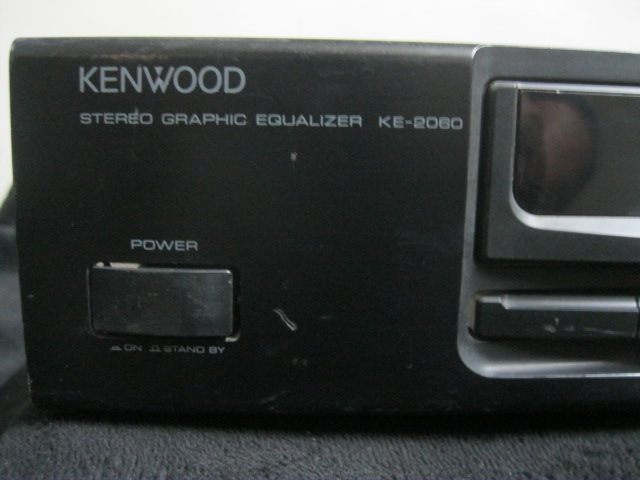 KENWOOD
STEREO GRAPHIC EQUALIZER KE-2060
POWER
ON STAND BY